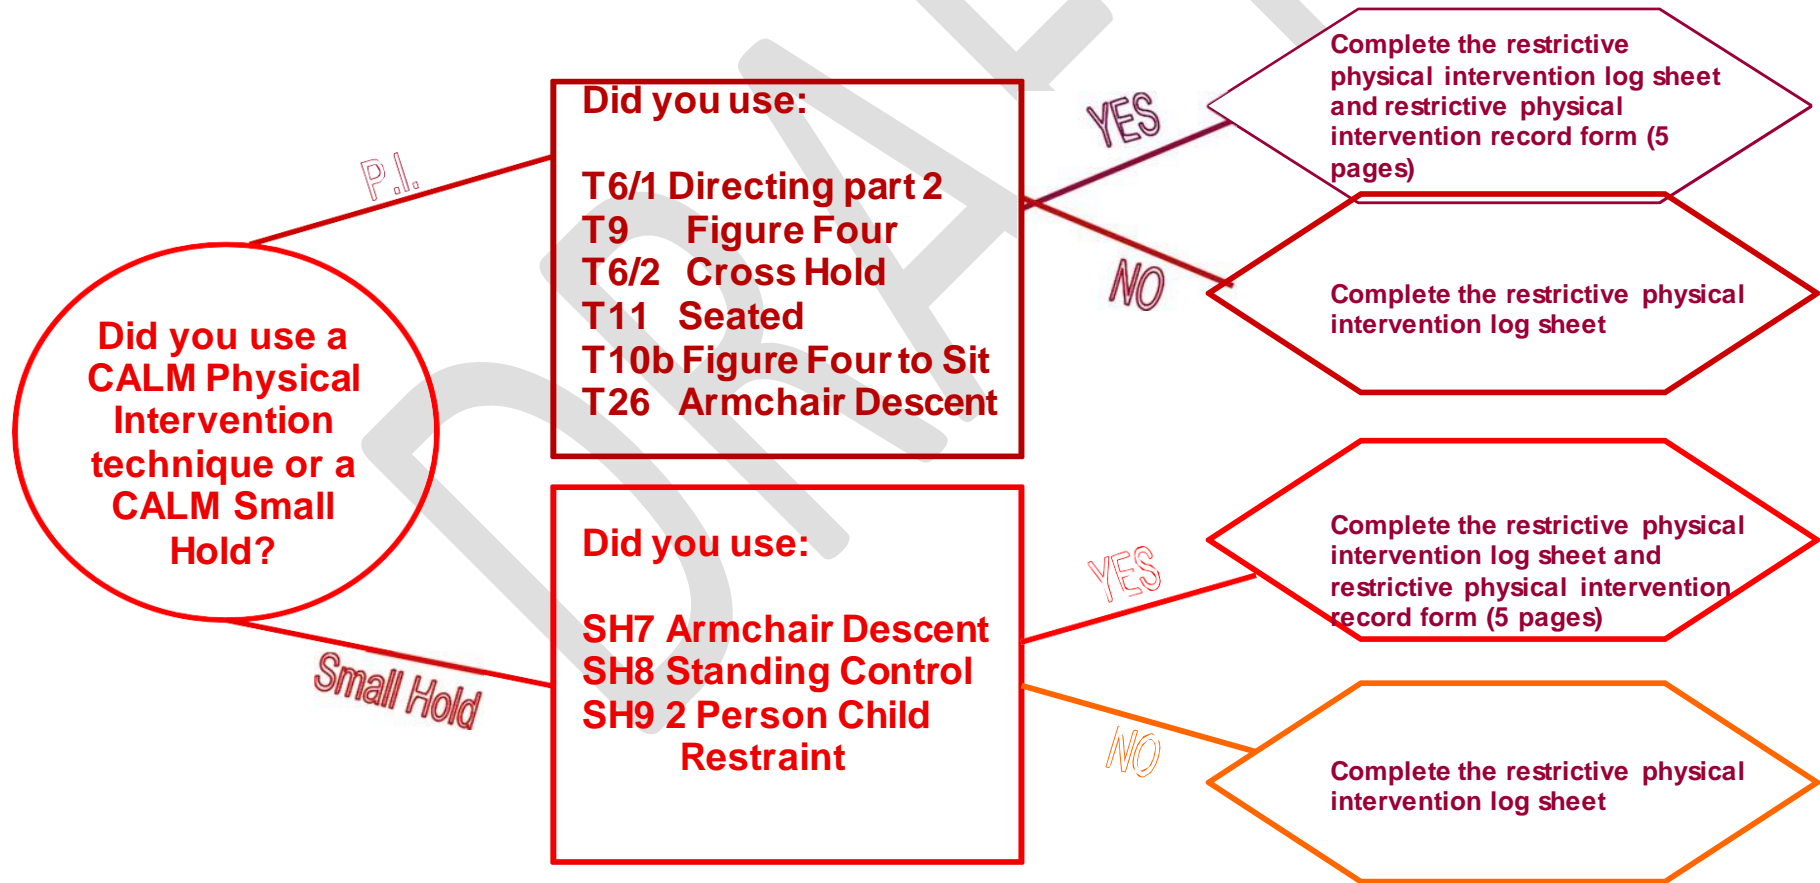 Did you use a
CALM Physical
Intervention
technique or a
CALM Small
Hold?
P.I.
Small Hold
Did you use:
T6/1 Directing part 2
T9 Figure Four
T6/2 Cross Hold
T11 Seated
T10b Figure Four to Sit
T26 Armchair Descent
YES
NO
Complete the restrictive
physical intervention log sheet
and restrictive physical
intervention record form (5
pages)
Complete the restrictive physical
intervention log sheet
Did you use:
SH7 Armchair Descent
SH8 Standing Control
SH9 2 Person Child
Restraint
YES
NO
Complete the restrictive physical
intervention log sheet and
restrictive physical intervention
record form (5 pages)
Complete the restrictive physical
intervention log sheet
DRAFT